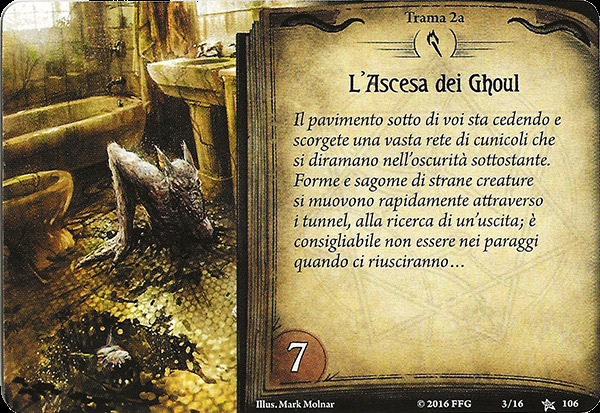 Trama 2a
L'Ascesa dei Ghoul
Il pavimento sotto di voi sta cedendo e
scorgete una vasta rete di cunicoli che
si diramano nell'oscurità sottostante.
Forme e sagome di strane creature
si muovono rapidamente attraverso
i tunnel, alla ricerca di un'uscita; è
consigliabile non essere nei paraggi
quando ci riusciranno…
7
Illus. Mark Molnar © 2016 FFG 3/16 106